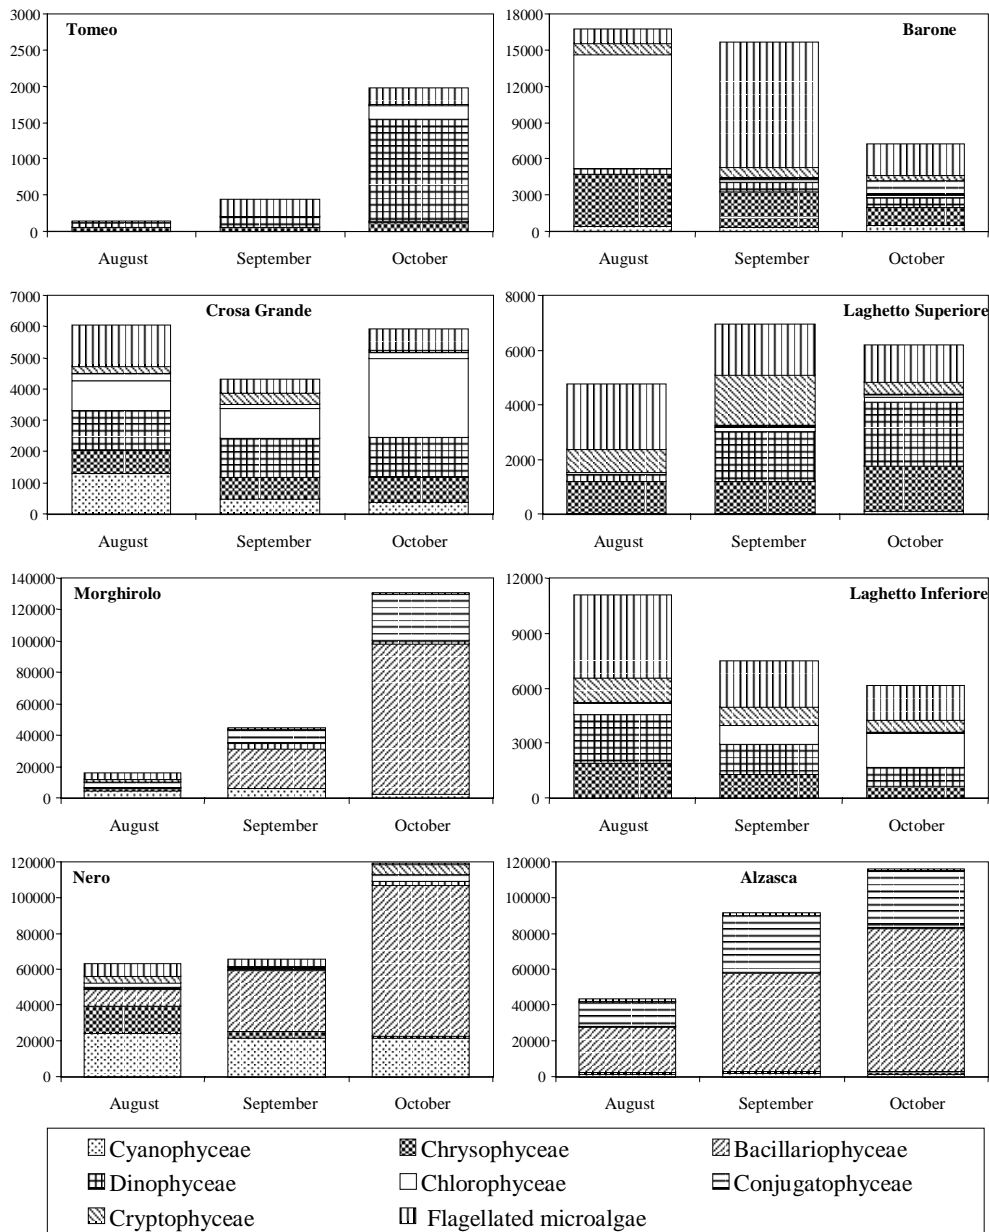 Tomeo
3000
2500
2000
1500
1000
500
0
August September October
Barone
18000
15000
12000
9000
6000
3000
0
August September October
Crosa Grande
7000
6000
5000
4000
3000
2000
1000
0
August September October
Laghetto Superiore
8000
6000
4000
2000
0
August September October
Morghirolo
140000
120000
100000
80000
60000
40000
20000
0
August September October
Laghetto Inferiore
12000
9000
6000
3000
0
August September October
Nero
120000
100000
80000
60000
40000
20000
0
August September October
Alzasca
120000
100000
80000
60000
40000
20000
0
August September October
Cyanophyceae Chrysophyceae Bacillariophyceae
Dinophyceae Chlorophyceae Conjugatophyceae
Cryptophyceae Flagellated microalgae